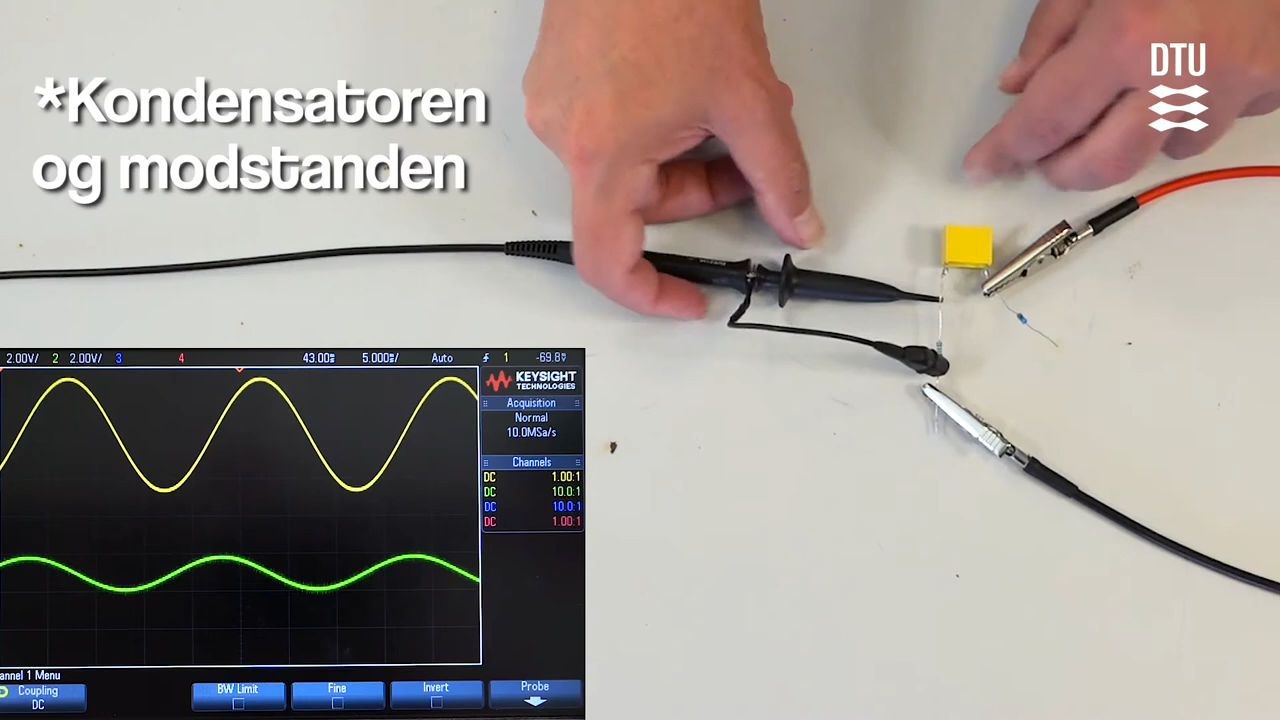 *Kondensatoren
og modstanden
DTU
2.00V/ 2 2.00V/ 3 4 43.00 5.000 / Auto 1 -69.8
KEYSIGHT
TECHNOLOGIES
Acquisition
Normal
10.0MSa/s
Channels
DC 1.00:1
DC 10.0:1
DC 10.0:1
DC 1.00:1
annel 1 Menu
Coupling
DC
BW Limit
Fine
Invert
Probe